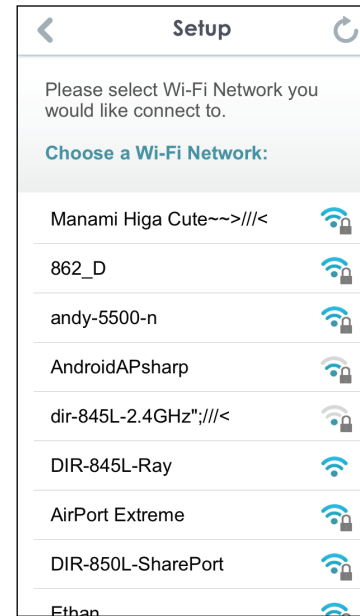 Setup
Please select Wi-Fi Network you
would like connect to.
Choose a Wi-Fi Network:
Manami Higa Cute~~>///<
862_D
andy-5500-n
AndroidAPsharp
dir-845L-2.4GHz";///<
DIR-845L-Ray
AirPort Extreme
DIR-850L-SharePort
Ethan